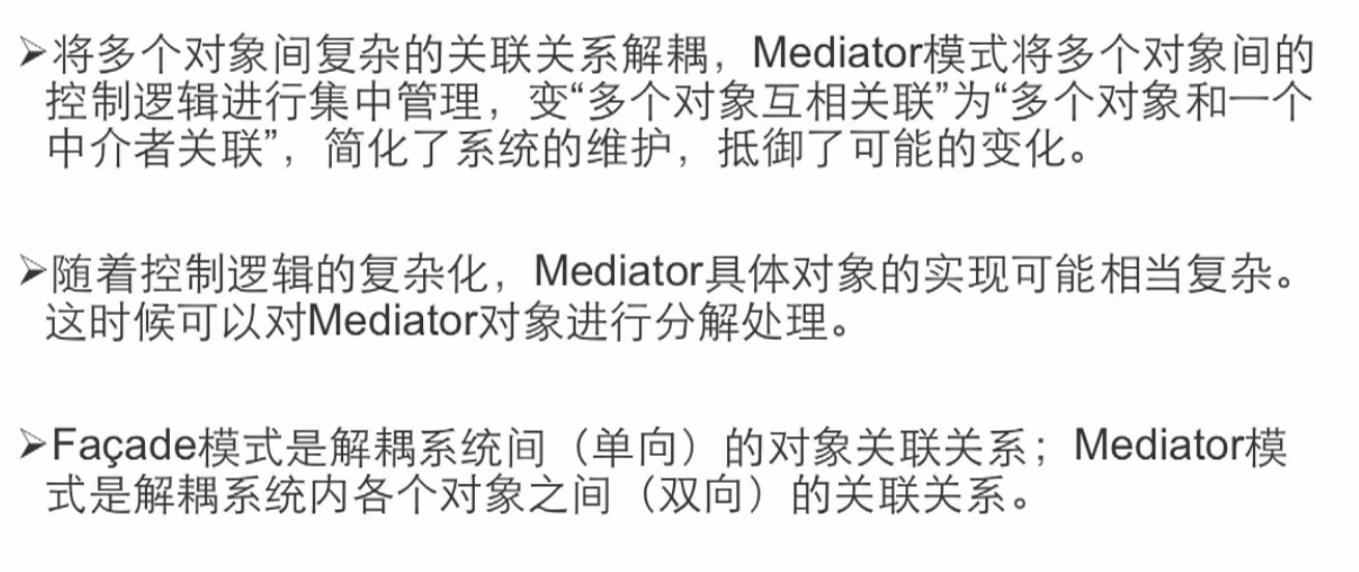 ➢将多个对象间复杂的关联关系解耦，Mediator模式将多个对象间的
控制逻辑进行集中管理，变“多个对象互相关联”为“多个对象和一个
中介者关联”，简化了系统的维护，抵御了可能的变化。
➢随着控制逻辑的复杂化，Mediator具体对象的实现可能相当复杂。
这时候可以对Mediator对象进行分解处理。
➢Façade模式是解耦系统间（单向）的对象关联关系；Mediator模
式是解耦系统内各个对象之间（双向）的关联关系。